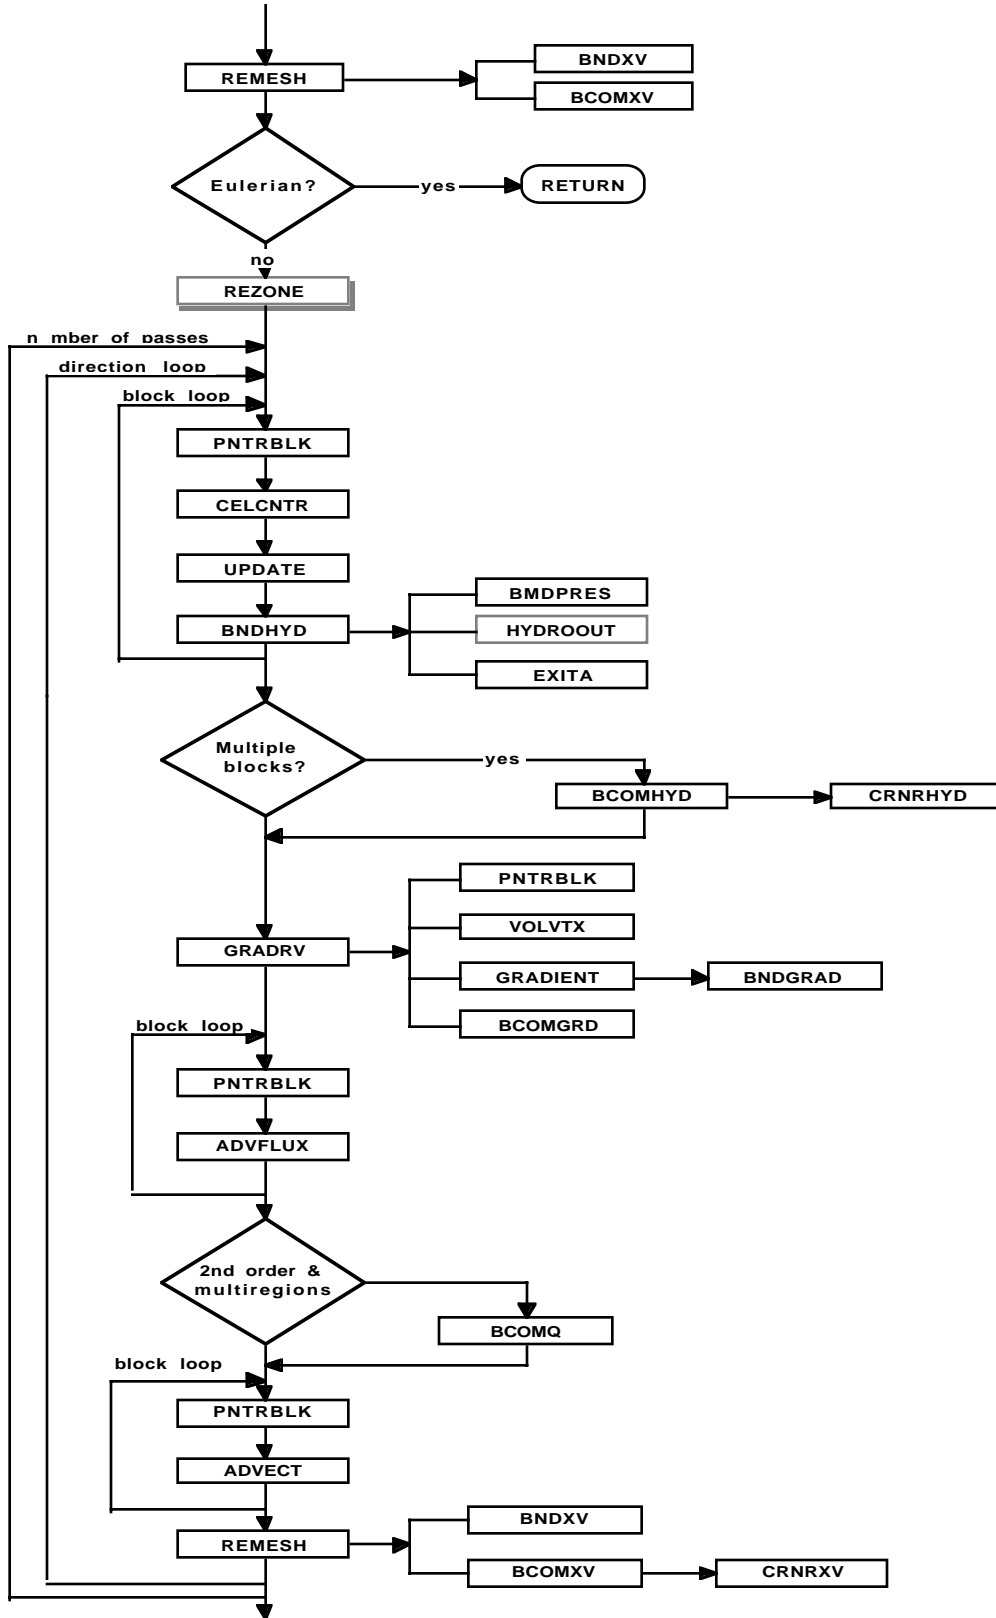 REMESH
BNDXV
BCOMXV
Eulerian?
yes
RETURN
no
REZONE
n mber of passes
direction loop
block loop
PNTRBLK
CELCNTR
UPDATE
BNDHYD
BMDPRES
HYDROOUT
EXITA
Multiple
blocks?
yes
BCOMHYD
CRNRHYD
PNTRBLK
VOLVTX
GRADRV
GRADIENT
BNDGRAD
BCOMGRD
block loop
PNTRBLK
ADVFLUX
2nd order &
multiregions
BCOMQ
block loop
PNTRBLK
ADVECT
REMESH
BNDXV
BCOMXV
CRNRXV